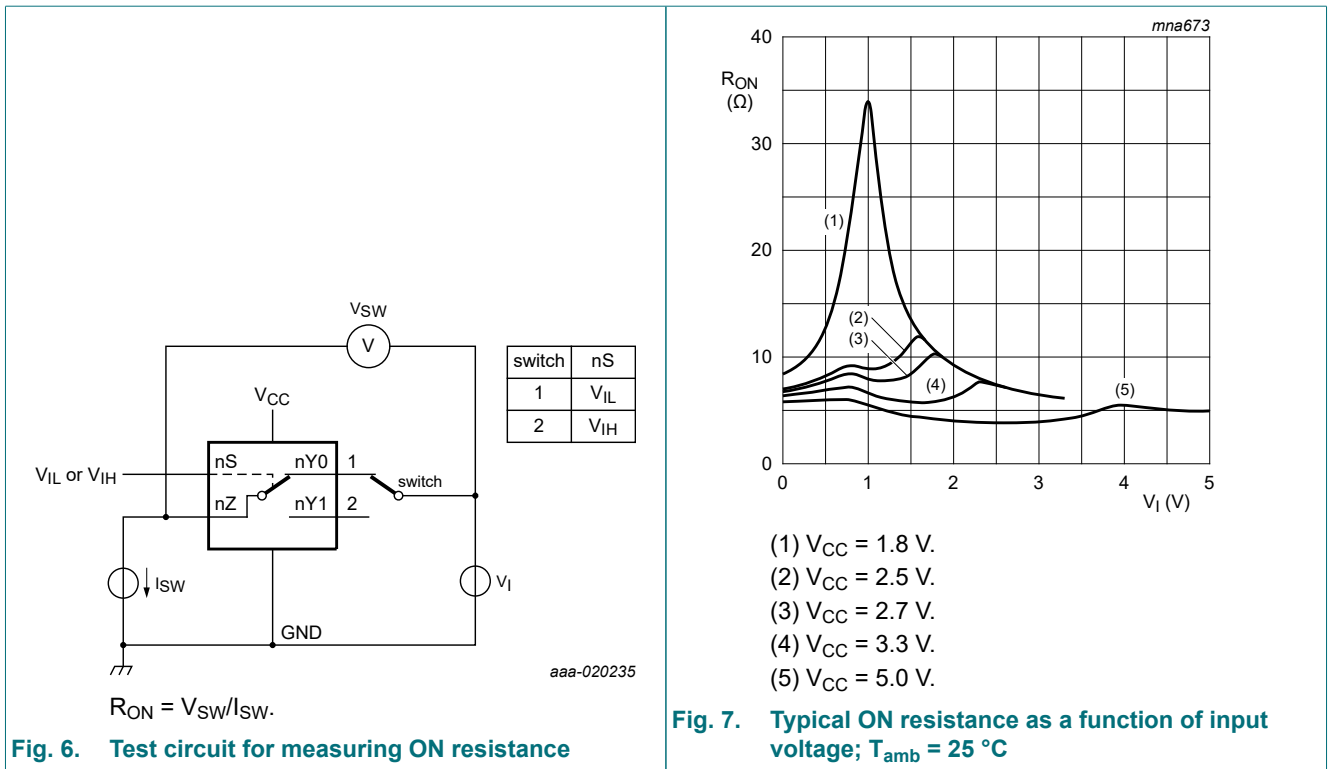 VSW
V
switch nS
1 VIL
2 VIH
VCC
VIL or VIH
nS nY0 1
switch
nZ nY1 2
ISW
VI
GND
aaa-020235
RON = VSW/ISW.
Fig. 6. Test circuit for measuring ON resistance
mna673
40
RON
(Ω)
30
(1)
20
(2)
(3)
10
(4)
(5)
0
0 1 2 3 4 5
VI (V)
(1) VCC = 1.8 V.
(2) VCC = 2.5 V.
(3) VCC = 2.7 V.
(4) VCC = 3.3 V.
(5) VCC = 5.0 V.
Fig. 7. Typical ON resistance as a function of input
voltage; Tamb = 25 °C